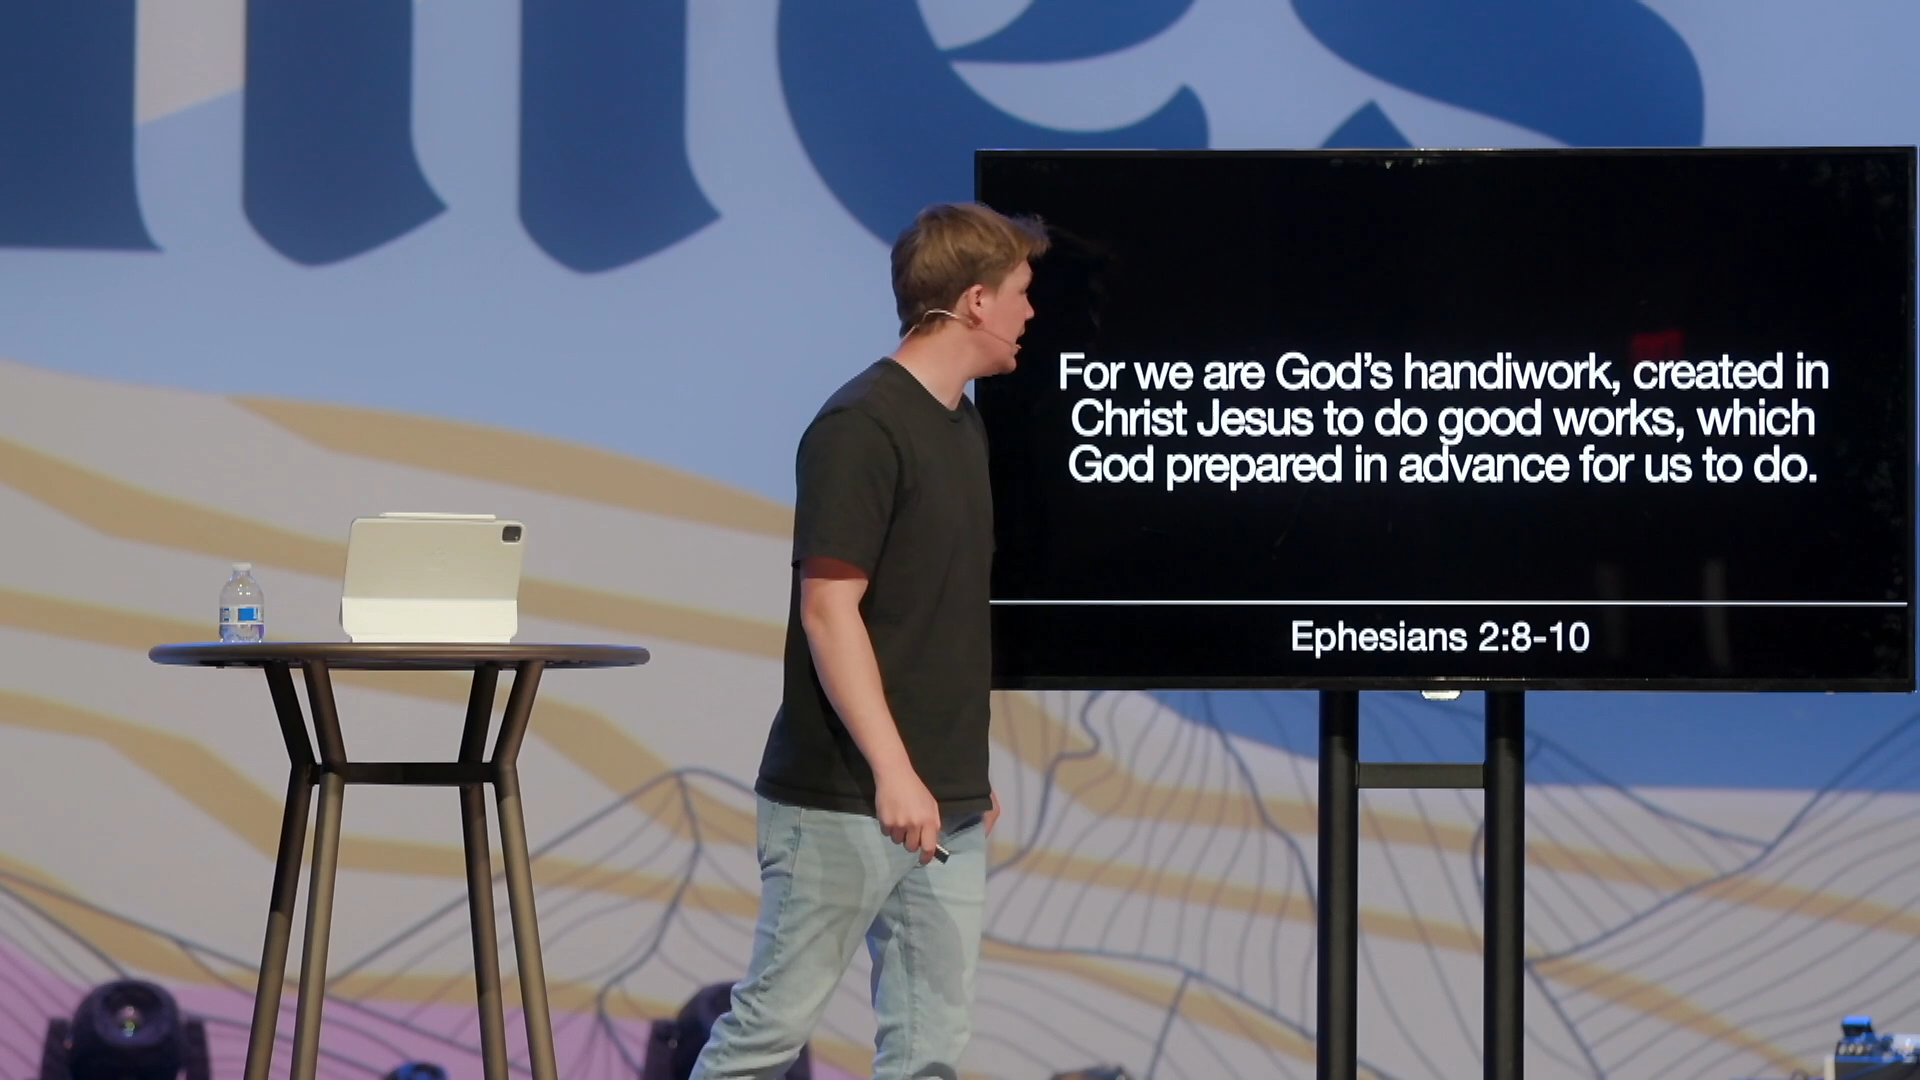 For we are God’s handiwork, created in
Christ Jesus to do good works, which
God prepared in advance for us to do.
Ephesians 2:8-10